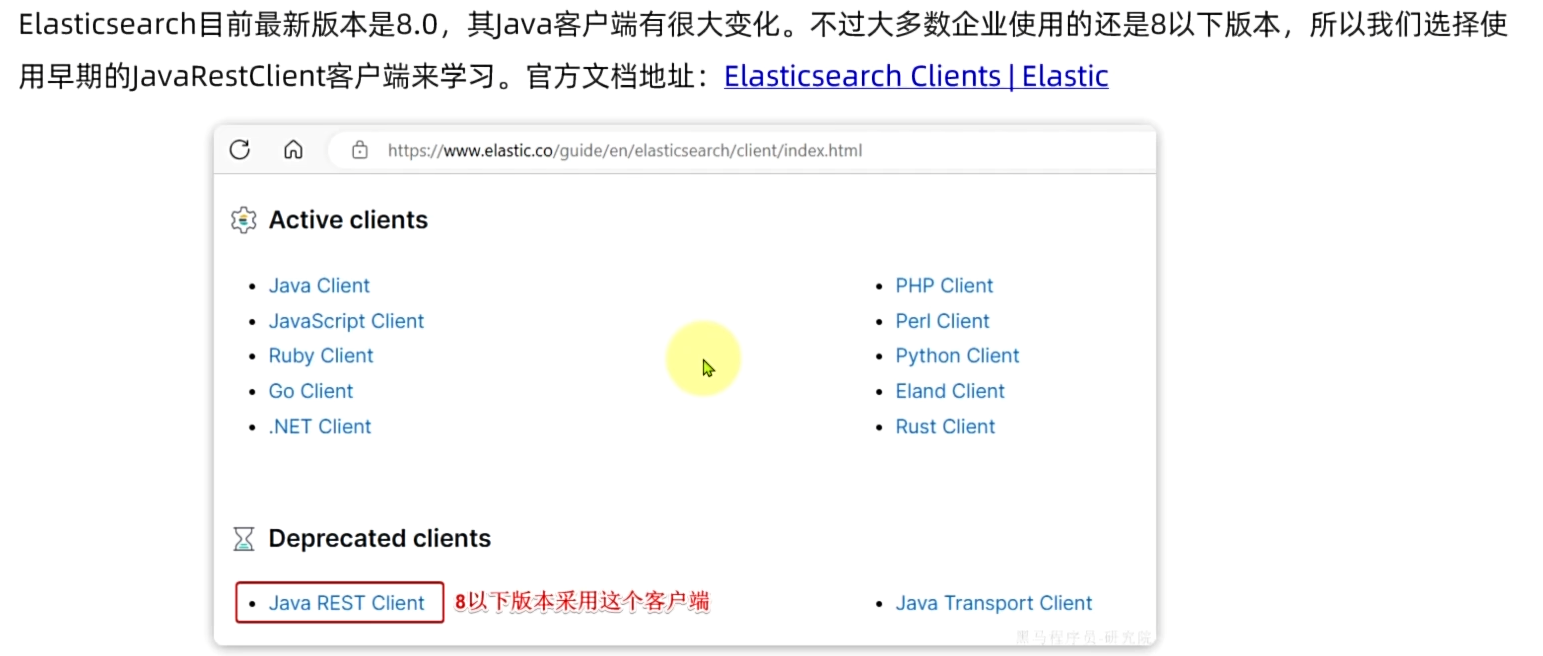 Elasticsearch目前最新版本是8.0，其Java客户端有很大变化。不过大多数企业使用的还是8以下版本，所以我们选择使
用早期的JavaRestClient客户端来学习。官方文档地址：Elasticsearch Clients | Elastic
https://www.elastic.co/guide/en/elasticsearch/client/index.html
Active clients
Java Client
JavaScript Client
Ruby Client
Go Client
.NET Client
PHP Client
Perl Client
Python Client
Eland Client
Rust Client
Deprecated clients
Java REST Client 8以下版本采用这个客户端
Java Transport Client
黑马程序员-研究院